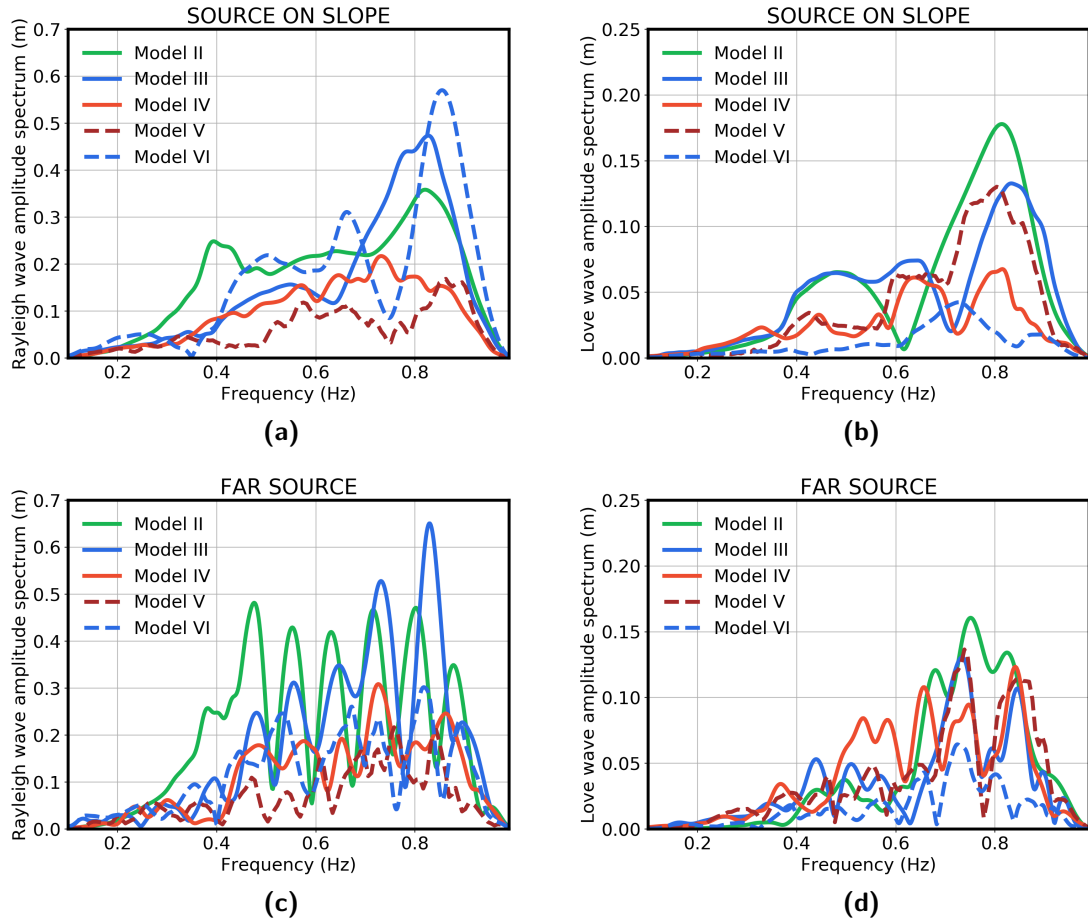 SOURCE ON SLOPE
Rayleigh wave amplitude spectrum (m)
0.7
0.6
0.5
0.4
0.3
0.2
0.1
0.0
Model II
Model III
Model IV
Model V
Model VI
0.2 0.4 0.6 0.8
Frequency (Hz)
(a)
SOURCE ON SLOPE
Love wave amplitude spectrum (m)
0.25
0.20
0.15
0.10
0.05
0.00
Model II
Model III
Model IV
Model V
Model VI
0.2 0.4 0.6 0.8
Frequency (Hz)
(b)
FAR SOURCE
Rayleigh wave amplitude spectrum (m)
0.7
0.6
0.5
0.4
0.3
0.2
0.1
0.0
Model II
Model III
Model IV
Model V
Model VI
0.2 0.4 0.6 0.8
Frequency (Hz)
(c)
FAR SOURCE
Love wave amplitude spectrum (m)
0.25
0.20
0.15
0.10
0.05
0.00
Model II
Model III
Model IV
Model V
Model VI
0.2 0.4 0.6 0.8
Frequency (Hz)
(d)